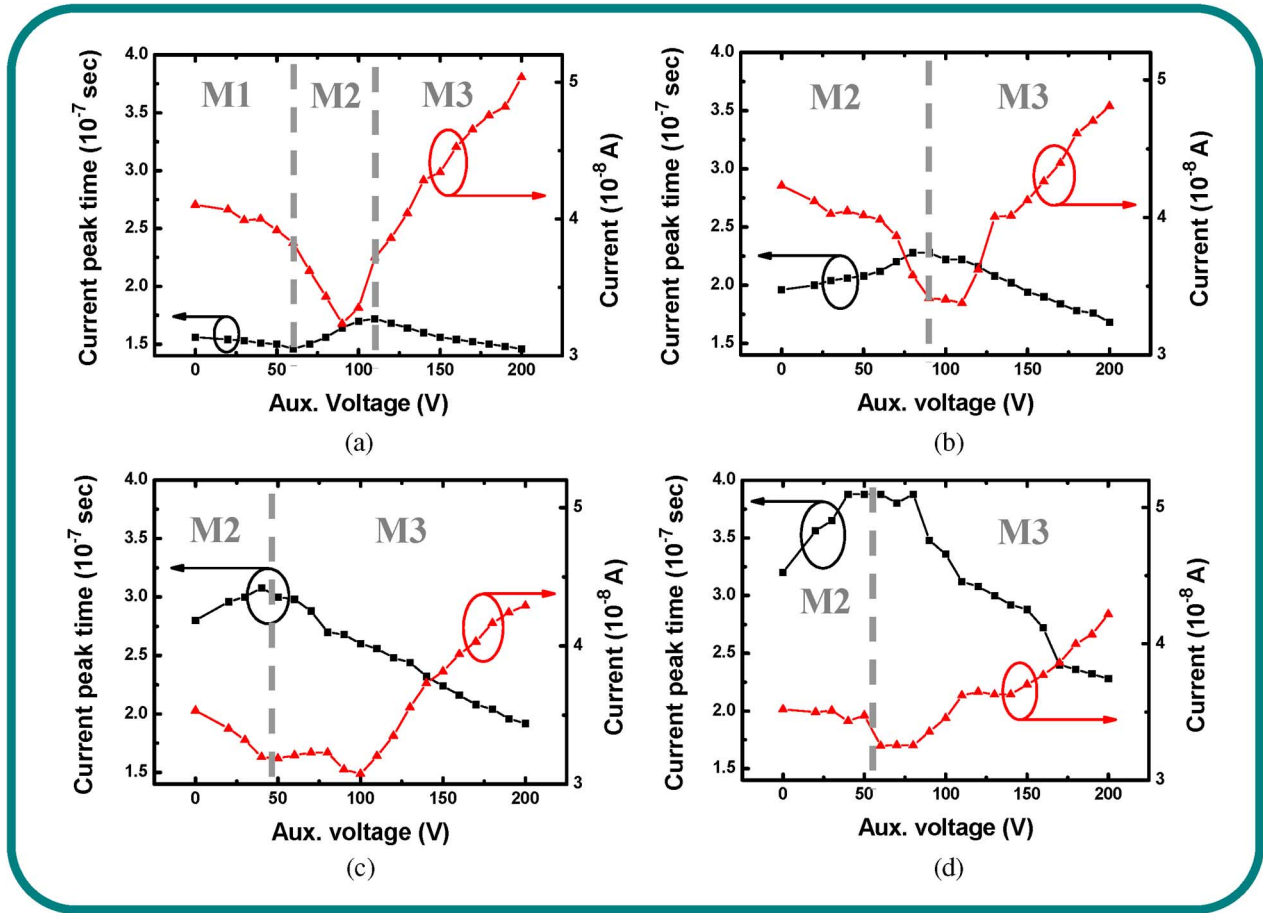 Current peak time (10⁻⁷ sec)
4.0
3.5
3.0
2.5
2.0
1.5
M1 M2 M3
5
4
3
Current (10⁻⁸ A)
0 50 100 150 200
Aux. Voltage (V)
(a)
Current peak time (10⁻⁷ sec)
4.0
3.5
3.0
2.5
2.0
1.5
M2 M3
5
4
3
Current (10⁻⁸ A)
0 50 100 150 200
Aux. voltage (V)
(b)
Current peak time (10⁻⁷ sec)
4.0
3.5
3.0
2.5
2.0
1.5
M2 M3
5
4
3
Current (10⁻⁸ A)
0 50 100 150 200
Aux. voltage (V)
(c)
Current peak time (10⁻⁷ sec)
4.0
3.5
3.0
2.5
2.0
1.5
M2 M3
5
4
3
Current (10⁻⁸ A)
0 50 100 150 200
Aux. voltage (V)
(d)